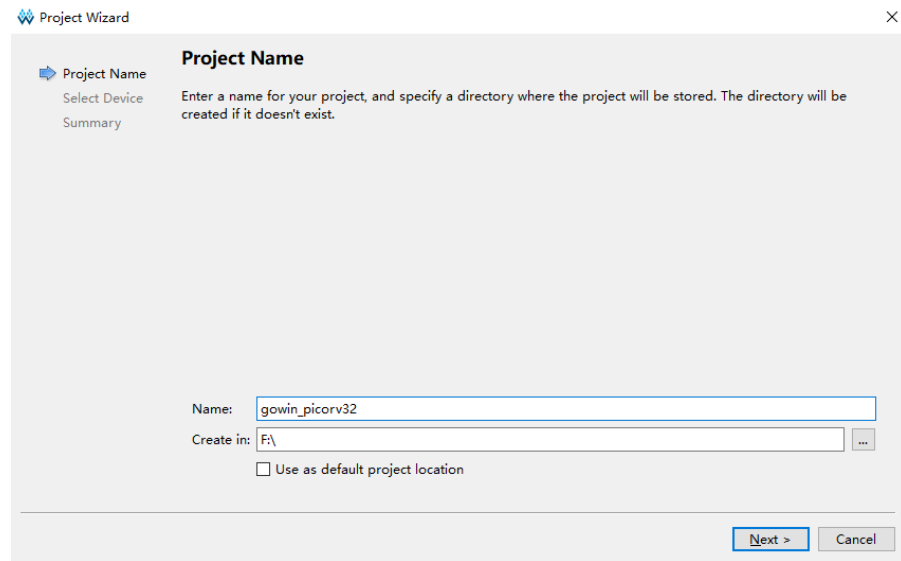 Project Wizard
Project Name
Select Device
Summary
Project Name
Enter a name for your project, and specify a directory where the project will be stored. The directory will be
created if it doesn't exist.
Name: gowin_picorv32
Create in: F:\ ...
Use as default project location
Next > Cancel